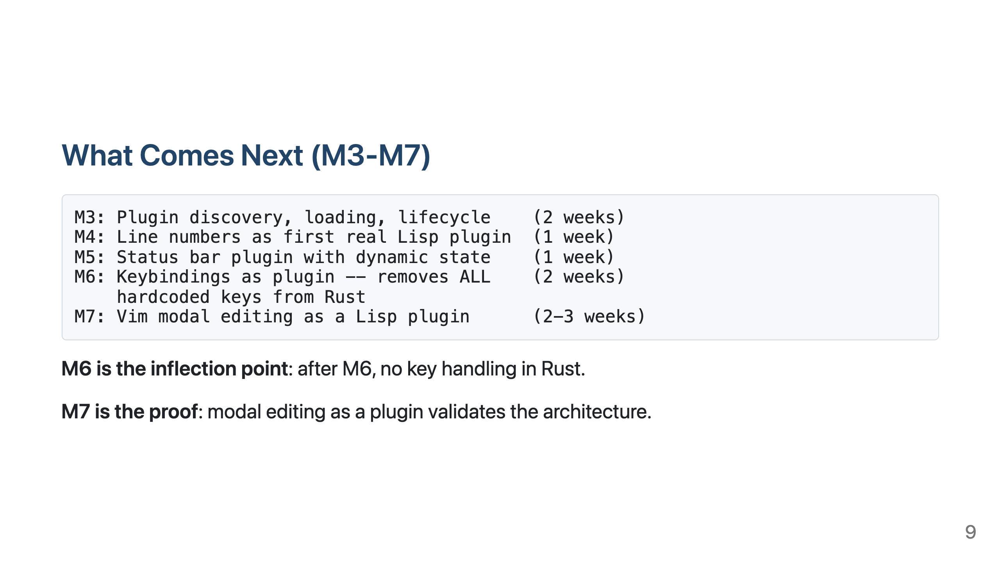 What Comes Next (M3-M7)
M3: Plugin discovery, loading, lifecycle    (2 weeks)
M4: Line numbers as first real Lisp plugin  (1 week)
M5: Status bar plugin with dynamic state    (1 week)
M6: Keybindings as plugin -- removes ALL    (2 weeks)
    hardcoded keys from Rust
M7: Vim modal editing as a Lisp plugin      (2-3 weeks)
M6 is the inflection point: after M6, no key handling in Rust.
M7 is the proof: modal editing as a plugin validates the architecture.
9